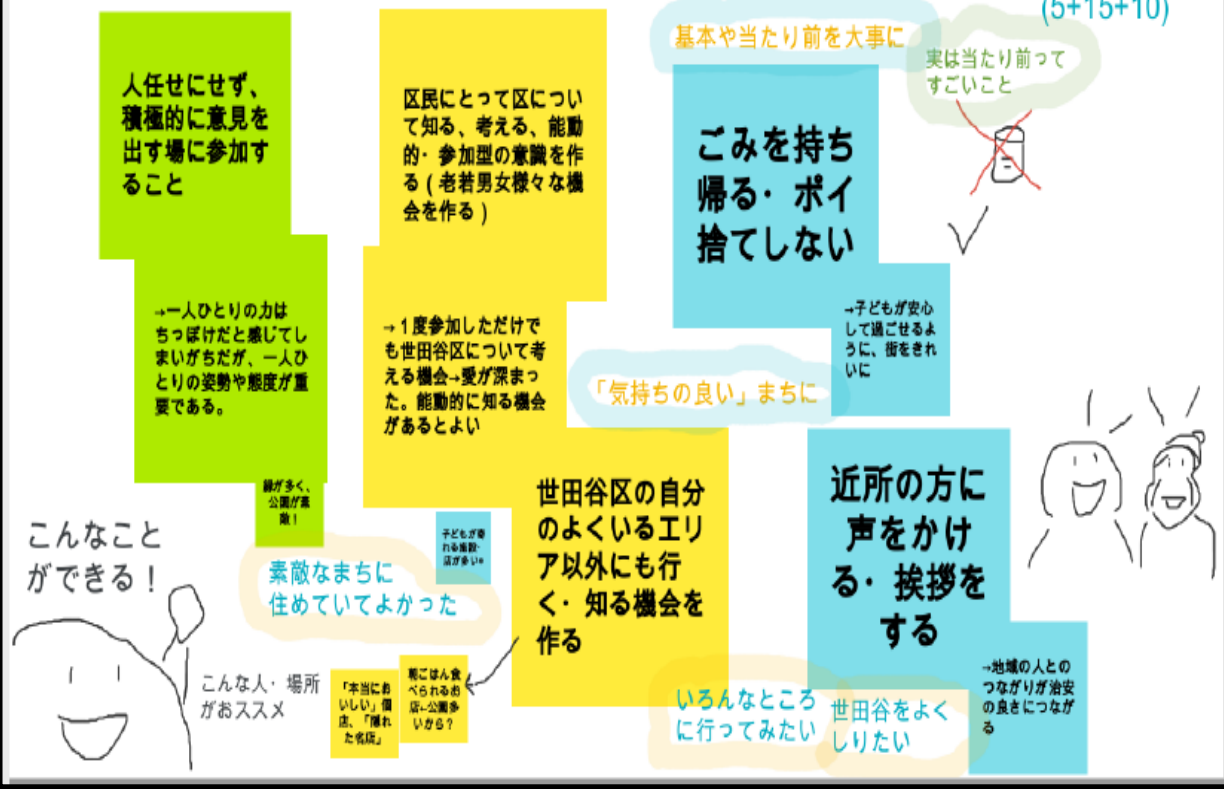 (5+15+10)
人任せにせず、
積極的に意見を
出す場に参加す
ること
→一人ひとりの力は
ちっぽけだと感じてし
まいがちだが、一人ひ
とりの姿勢や態度が重
要である。
緑が多く、
公園が素
敵！
区民にとって区につい
て知る、考える、能動
的・参加型の意識を作
る(老若男女様々な機
会を作る)
→１度参加しただけで
も世田谷区について考
える機会→愛が深まっ
た。能動的に知る機会
があるとよい
基本や当たり前を大事に
実は当たり前って
すごいこと
ごみを持ち
帰る・ポイ
捨てしない
→子どもが安心
して過ごせるよ
うに、街をきれ
いに
「気持ちの良い」まちに
世田谷区の自分
のよくいるエリ
ア以外にも行
く・知る機会を
作る
近所の方に
声をかけ
る・挨拶を
する
→地域の人との
つながりが治安
の良さにつなが
る
こんなこと
ができる！
素敵なまちに
住めていてよかった
子どもが寄
れる施設・
店が多い。
こんな人・場所
がおススメ
「本当にお
いしい」個
店、「隠れ
た名店」
朝ごはん食
べられるお
店←公園多
いから？
いろんなところ
に行ってみたい
世田谷をよく
しりたい